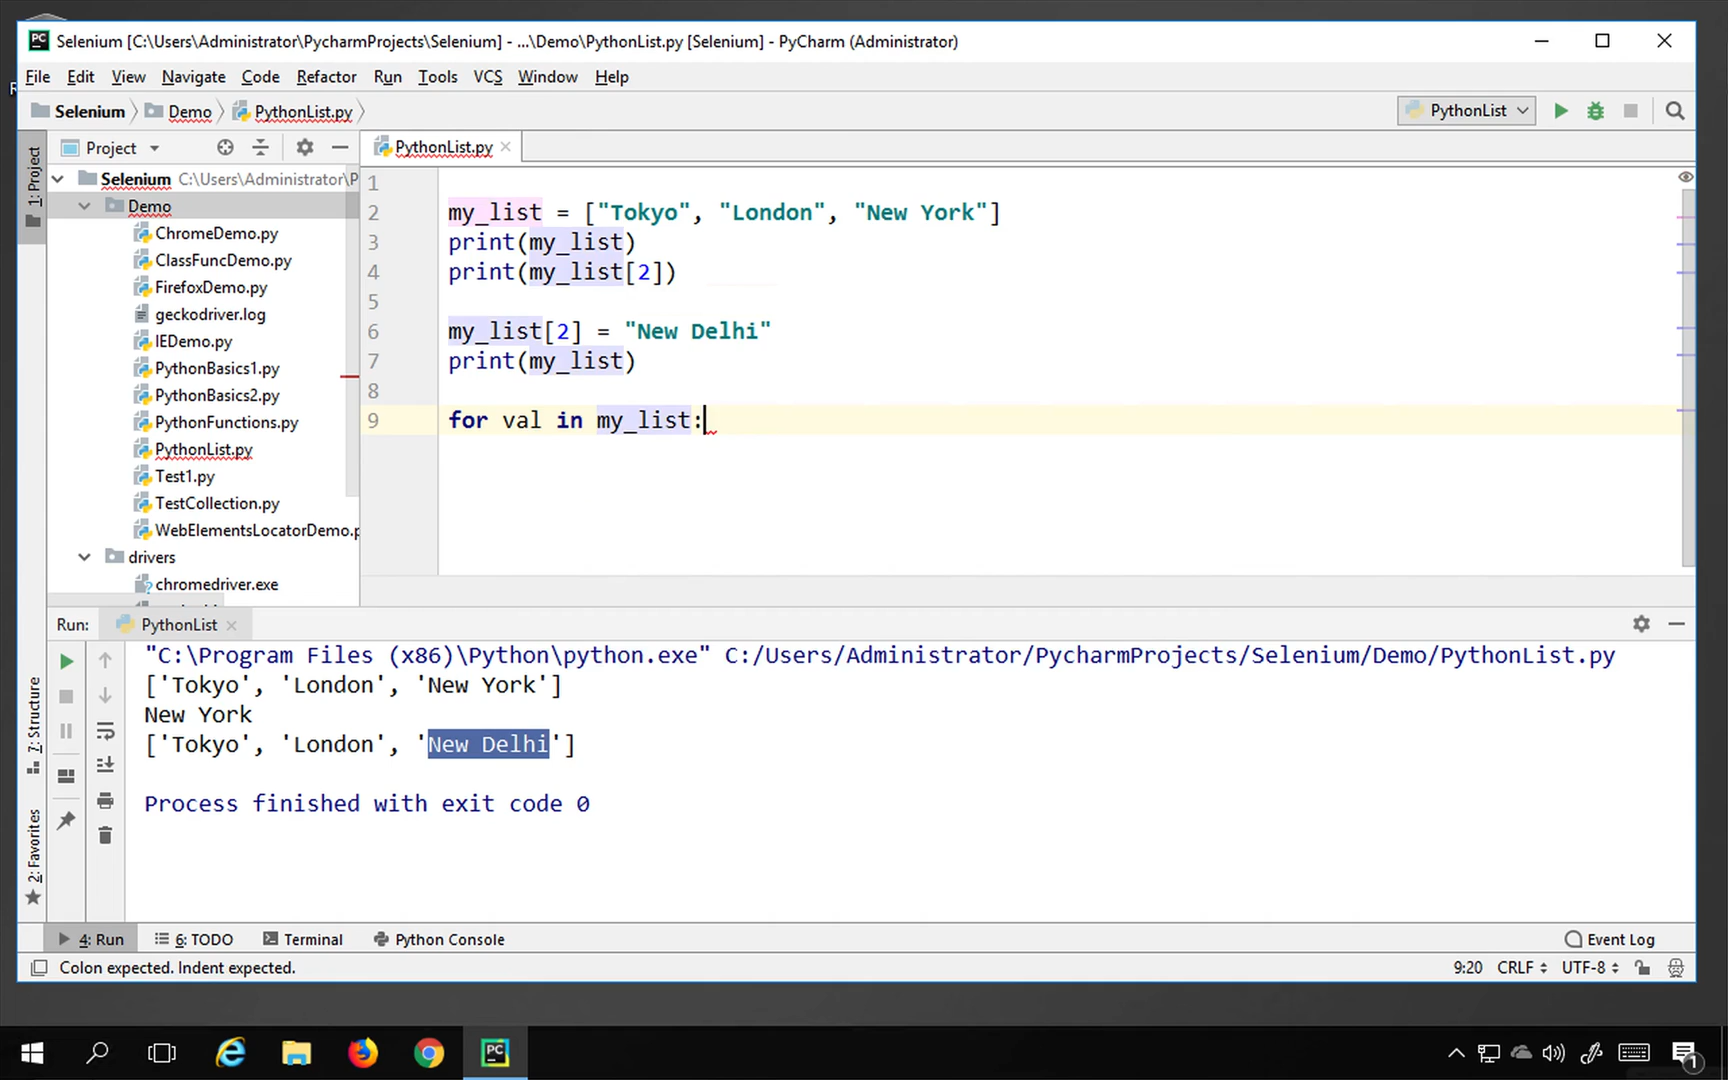 Selenium [C:\Users\Administrator\PycharmProjects\Selenium] - ...\Demo\PythonList.py [Selenium] - PyCharm (Administrator)
File Edit View Navigate Code Refactor Run Tools VCS Window Help
Selenium Demo PythonList.py PythonList
1: Project
Project
PythonList.py
Selenium C:\Users\Administrator\P
Demo
ChromeDemo.py
ClassFuncDemo.py
FirefoxDemo.py
geckodriver.log
IEDemo.py
PythonBasics1.py
PythonBasics2.py
PythonFunctions.py
PythonList.py
Test1.py
TestCollection.py
WebElementsLocatorDemo.p
drivers
chromedriver.exe
1
2 my_list = ["Tokyo", "London", "New York"]
3 print(my_list)
4 print(my_list[2])
5
6 my_list[2] = "New Delhi"
7 print(my_list)
8
9 for val in my_list:
Run: PythonList
"C:\Program Files (x86)\Python\python.exe" C:/Users/Administrator/PycharmProjects/Selenium/Demo/PythonList.py
['Tokyo', 'London', 'New York']
New York
['Tokyo', 'London', 'New Delhi']
Process finished with exit code 0
7: Structure
2: Favorites
4: Run 6: TODO Terminal Python Console Event Log
Colon expected. Indent expected. 9:20 CRLF UTF-8
PC
1